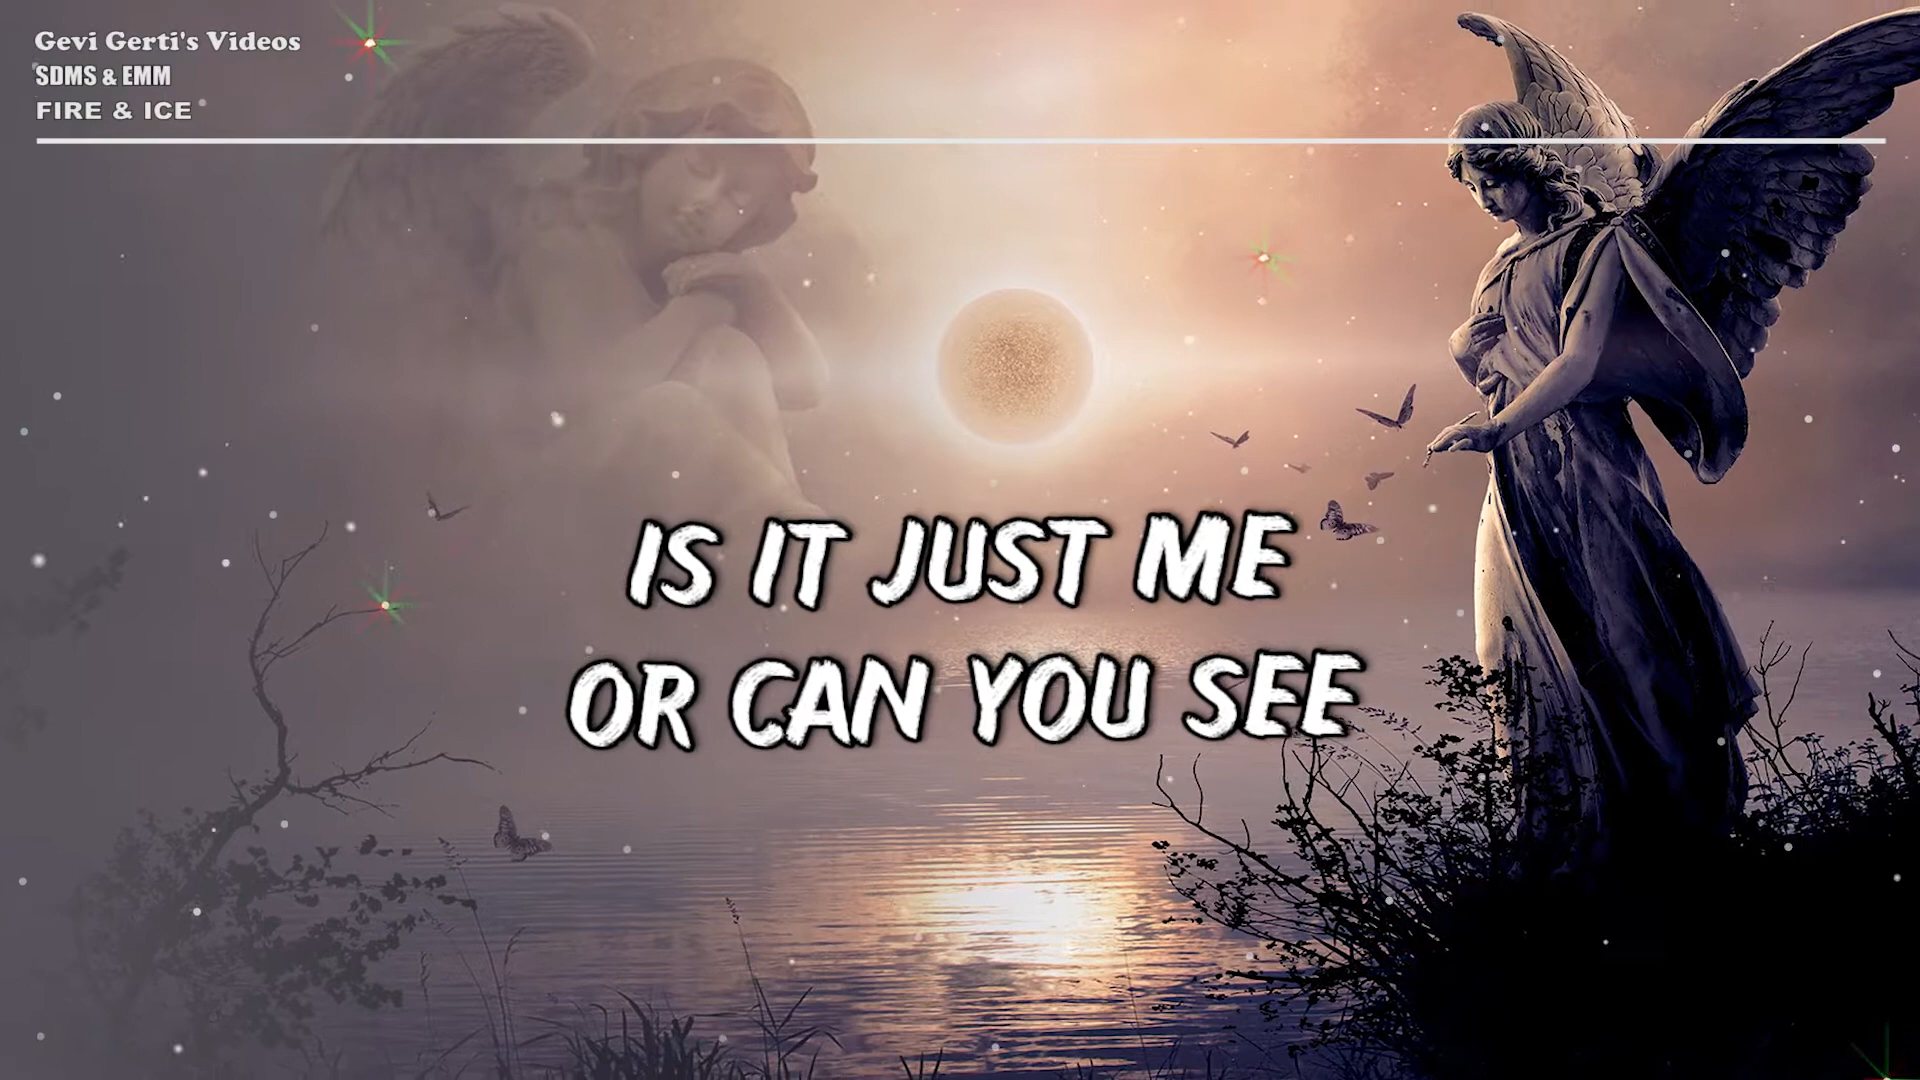 Gevi Gerti's Videos
SDMS & EMM
FIRE & ICE
IS IT JUST ME
OR CAN YOU SEE